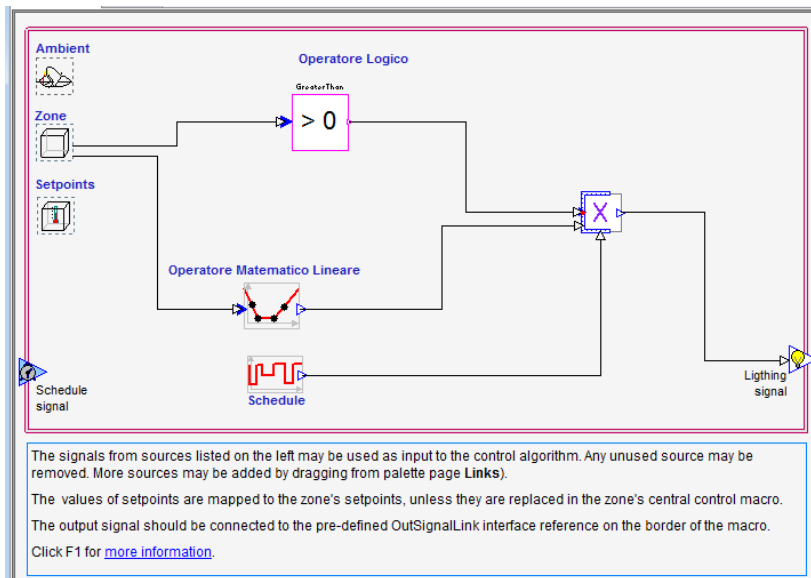 Ambient
Operatore Logico
GreaterThan
Zone
> 0
Setpoints
X
Operatore Matematico Lineare
Schedule
signal
Schedule
Ligthing
signal
The signals from sources listed on the left may be used as input to the control algorithm. Any unused source may be
removed. More sources may be added by dragging from palette page Links).
The values of setpoints are mapped to the zone's setpoints, unless they are replaced in the zone's central control macro.
The output signal should be connected to the pre-defined OutSignalLink interface reference on the border of the macro.
Click F1 for more information.